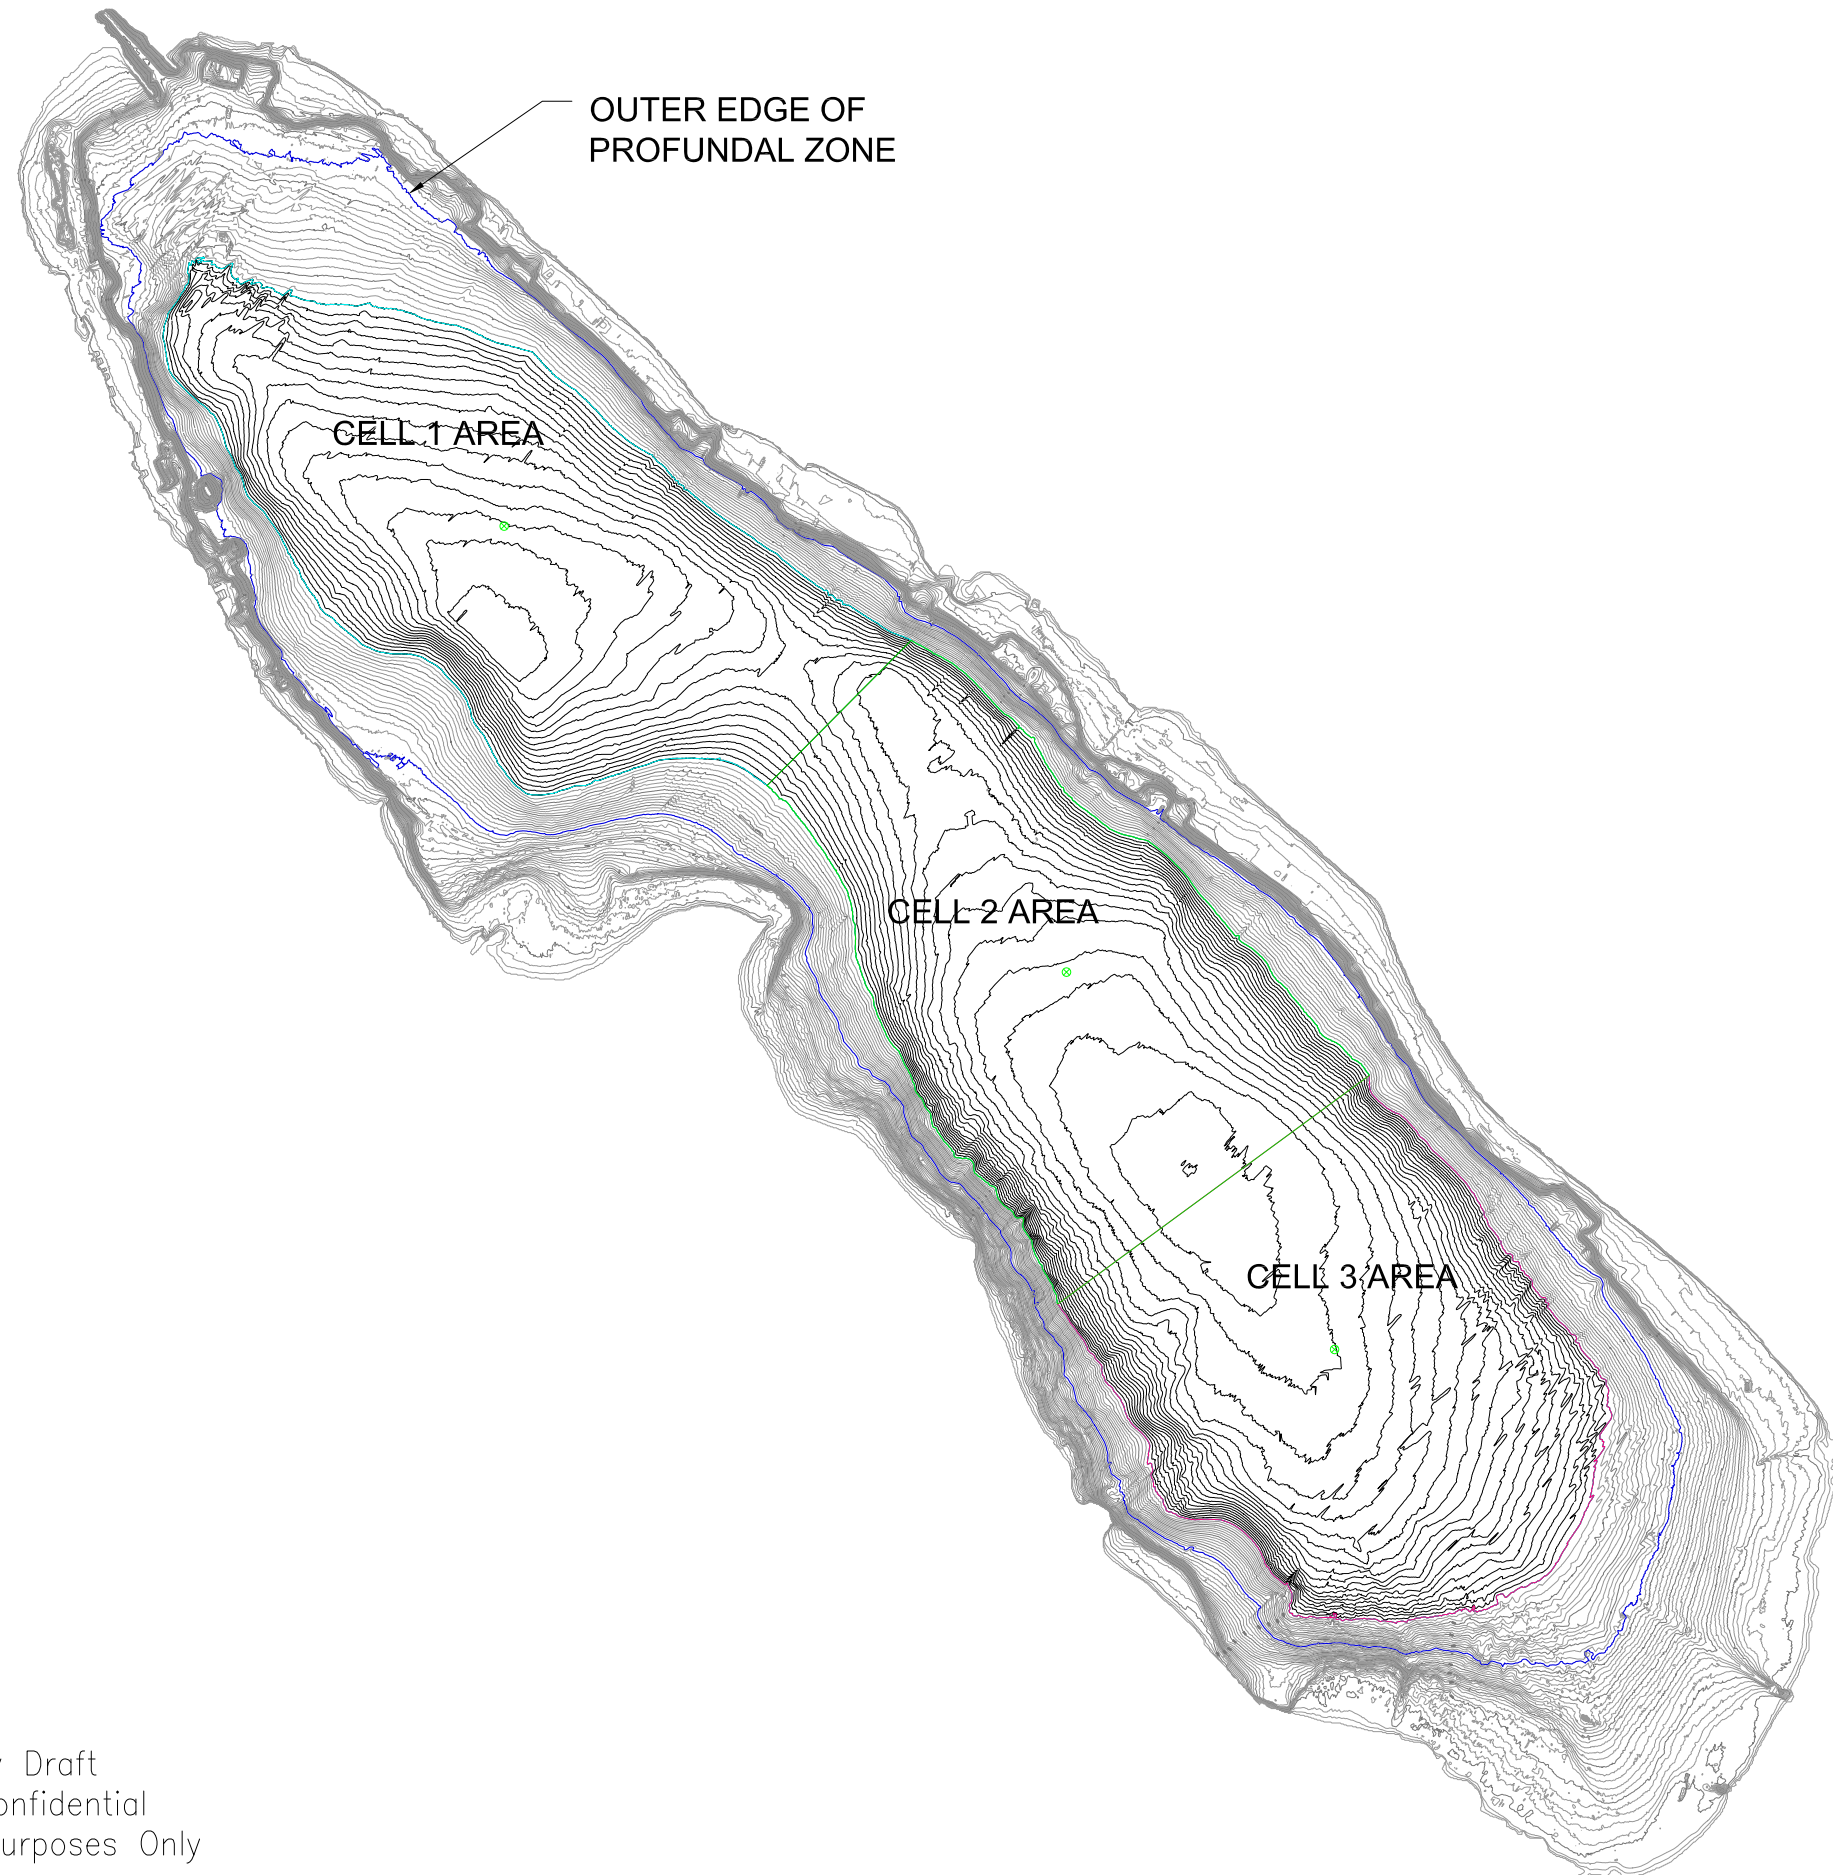 OUTER EDGE OF
PROFUNDAL ZONE
CELL 1 AREA
CELL 2 AREA
CELL 3 AREA
Draft
onfidential
urposes Only